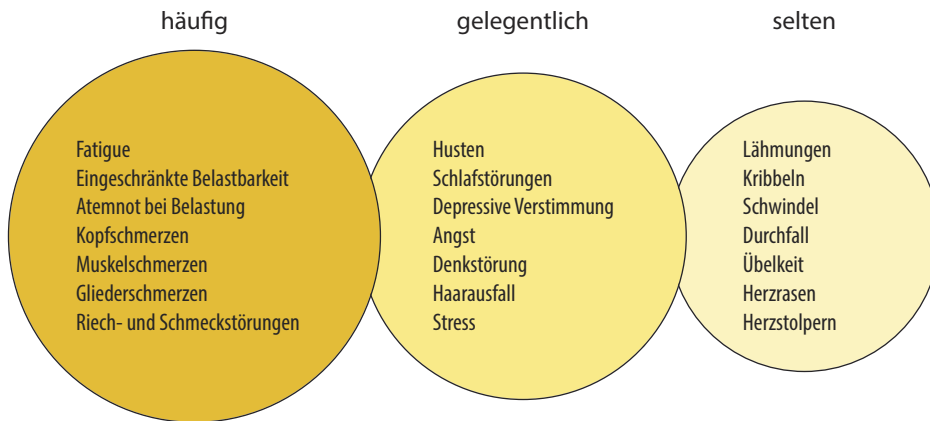 häufig
Fatigue
Eingeschränkte Belastbarkeit
Atemnot bei Belastung
Kopfschmerzen
Muskelschmerzen
Gliederschmerzen
Riech- und Schmeckstörungen
gelegentlich
Husten
Schlafstörungen
Depressive Verstimmung
Angst
Denkstörung
Haarausfall
Stress
selten
Lähmungen
Kribbeln
Schwindel
Durchfall
Übelkeit
Herzrasen
Herzstolpern